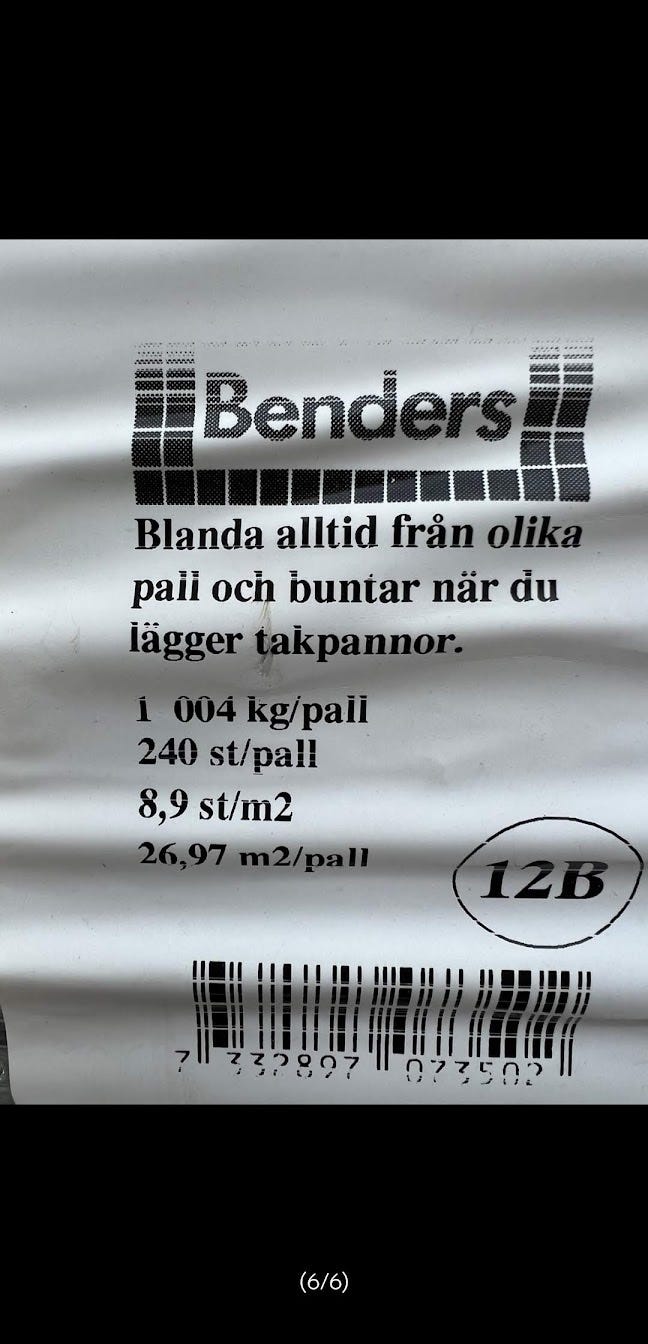 Benders
Blanda alltid från olika
pall och buntar när du
lägger takpannor.
1 004 kg/pall
240 st/pall
8,9 st/m2
26,97 m2/pall
12B
7 332897 073502
(6/6)